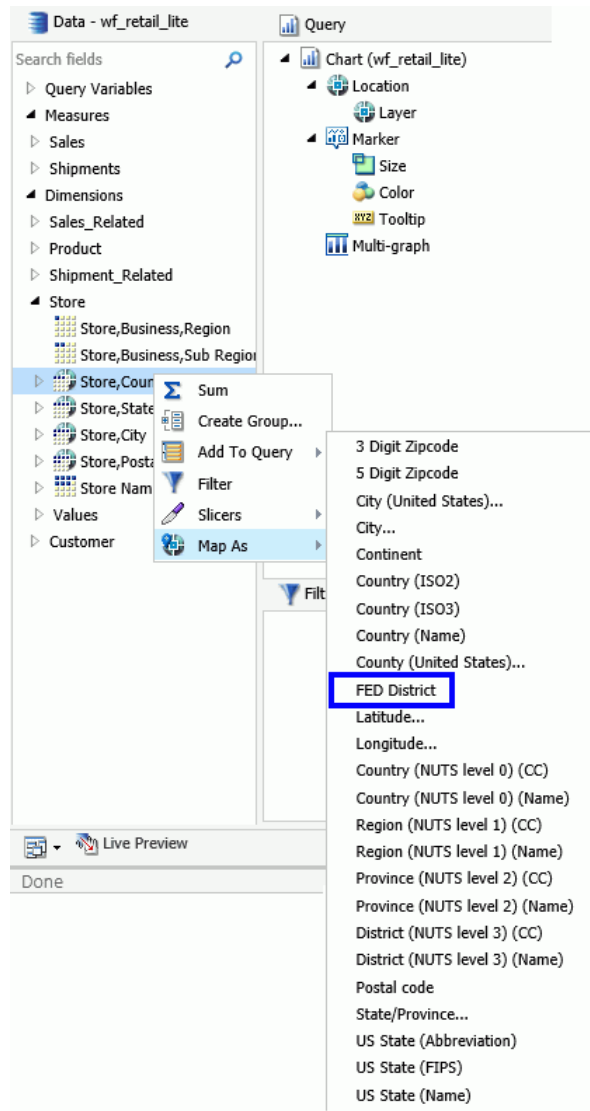 Data - wf_retail_lite
Search fields
Query Variables
Measures
Sales
Shipments
Dimensions
Sales_Related
Product
Shipment_Related
Store
Store,Business,Region
Store,Business,Sub Region
Store,Coun
Store,State
Store,City
Store,Posta
Store Nam
Values
Customer
Query
Chart (wf_retail_lite)
Location
Layer
Marker
Size
Color
XYZ Tooltip
Multi-graph
Sum
Create Group...
Add To Query
Filter
Slicers
Map As
Filt
3 Digit Zipcode
5 Digit Zipcode
City (United States)...
City...
Continent
Country (ISO2)
Country (ISO3)
Country (Name)
County (United States)...
FED District
Latitude...
Longitude...
Country (NUTS level 0) (CC)
Country (NUTS level 0) (Name)
Region (NUTS level 1) (CC)
Region (NUTS level 1) (Name)
Province (NUTS level 2) (CC)
Province (NUTS level 2) (Name)
District (NUTS level 3) (CC)
District (NUTS level 3) (Name)
Postal code
State/Province...
US State (Abbreviation)
US State (FIPS)
US State (Name)
Live Preview
Done